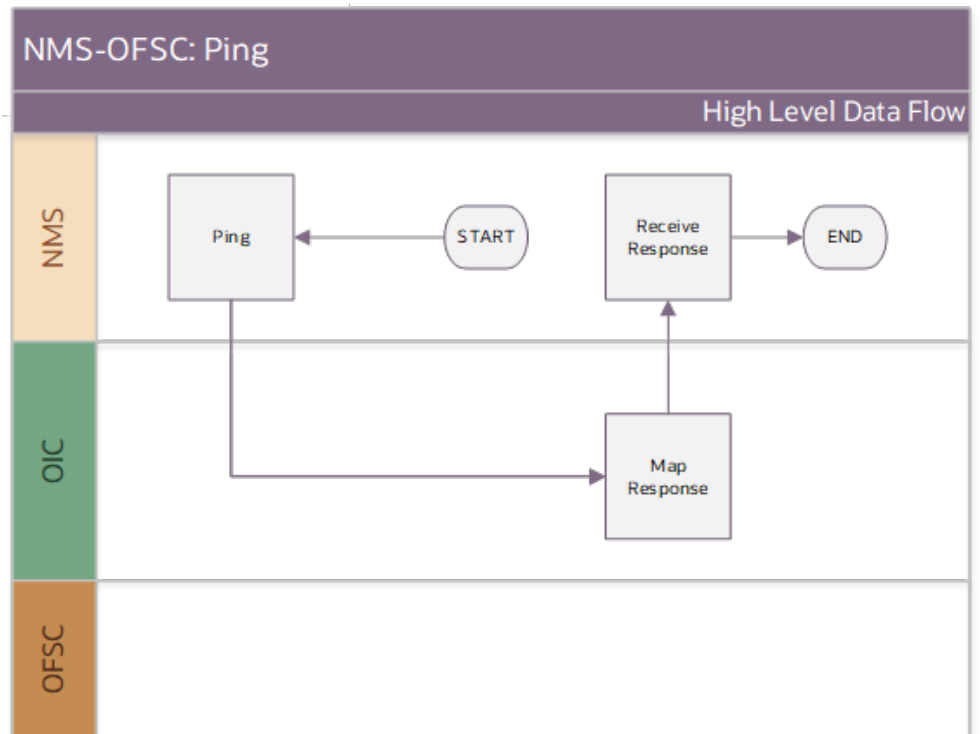 NMS-OFSC: Ping
High Level Data Flow
NMS
Ping
START
Receive
Response
END
OIC
Map
Response
OFSC